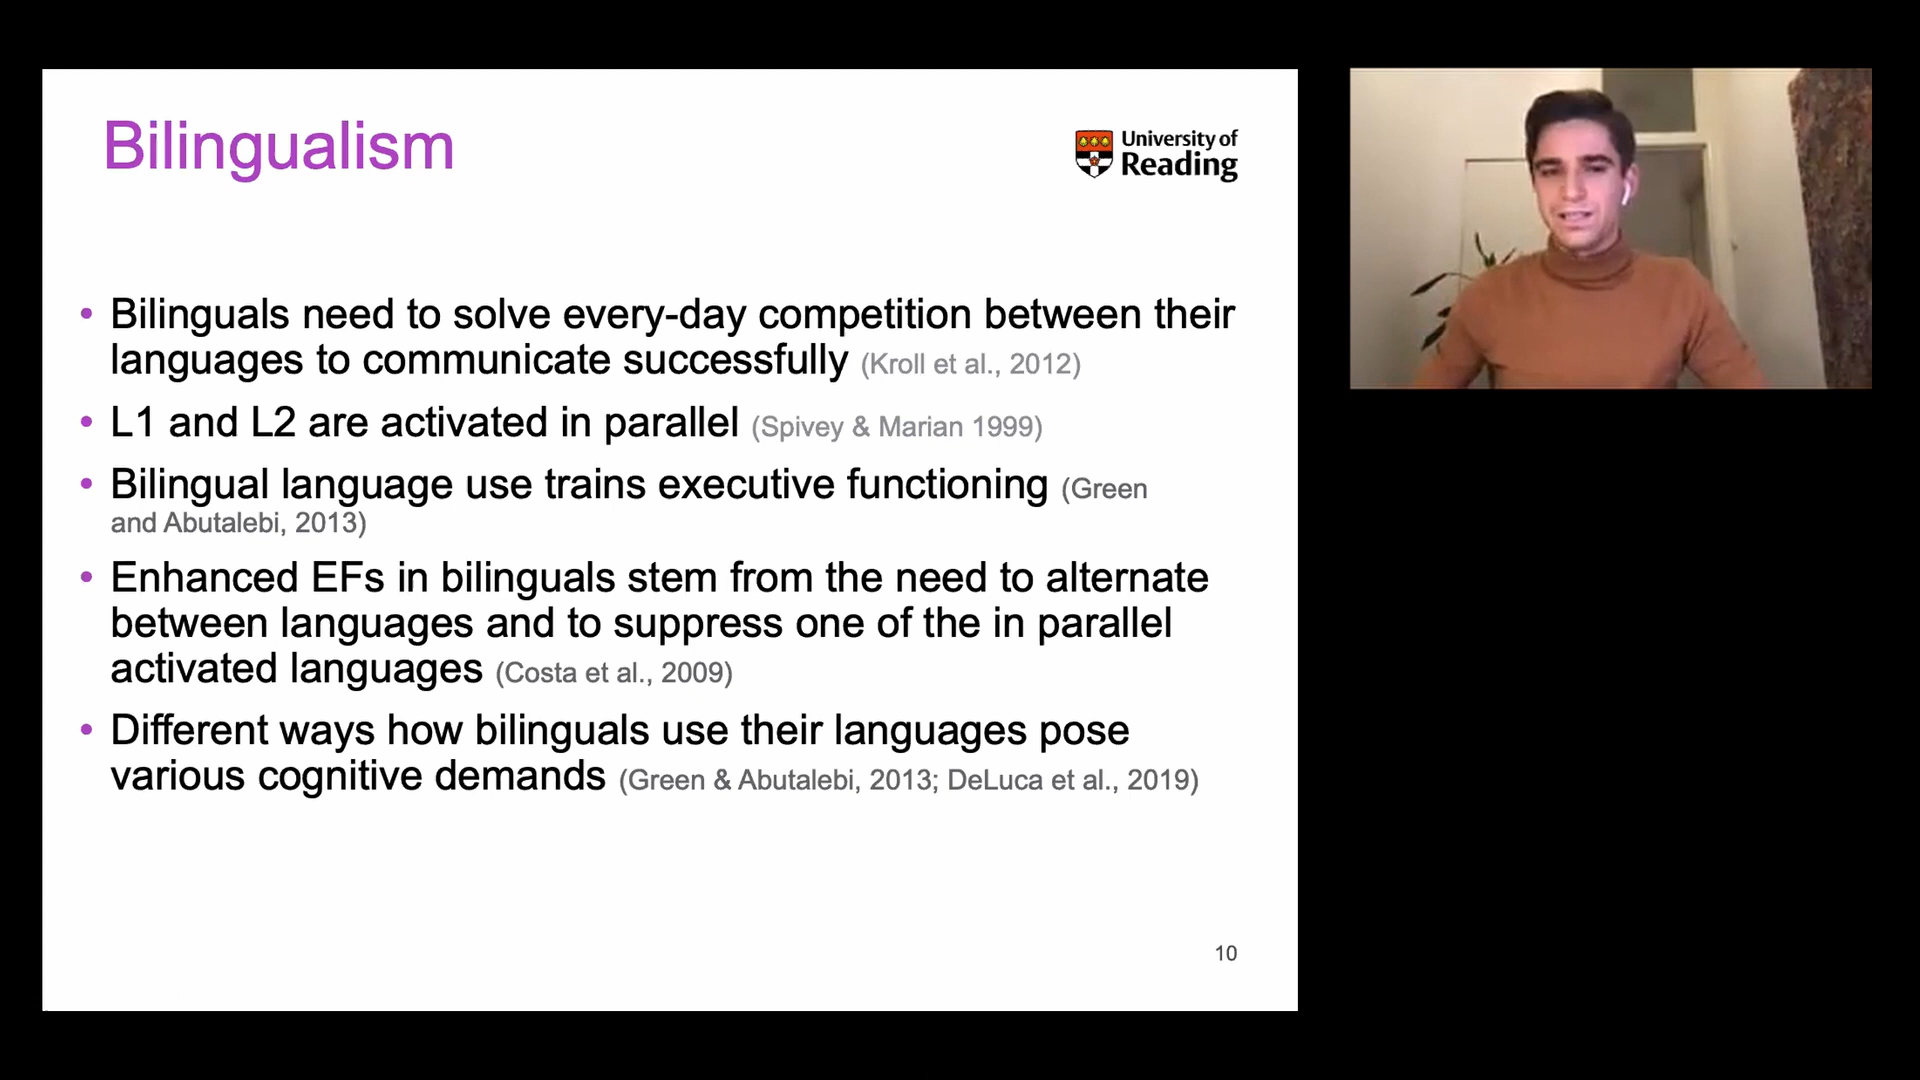 Bilingualism
University of
Reading
• Bilinguals need to solve every-day competition between their
languages to communicate successfully (Kroll et al., 2012)
• L1 and L2 are activated in parallel (Spivey & Marian 1999)
• Bilingual language use trains executive functioning (Green
and Abutalebi, 2013)
• Enhanced EFs in bilinguals stem from the need to alternate
between languages and to suppress one of the in parallel
activated languages (Costa et al., 2009)
• Different ways how bilinguals use their languages pose
various cognitive demands (Green & Abutalebi, 2013; DeLuca et al., 2019)
10